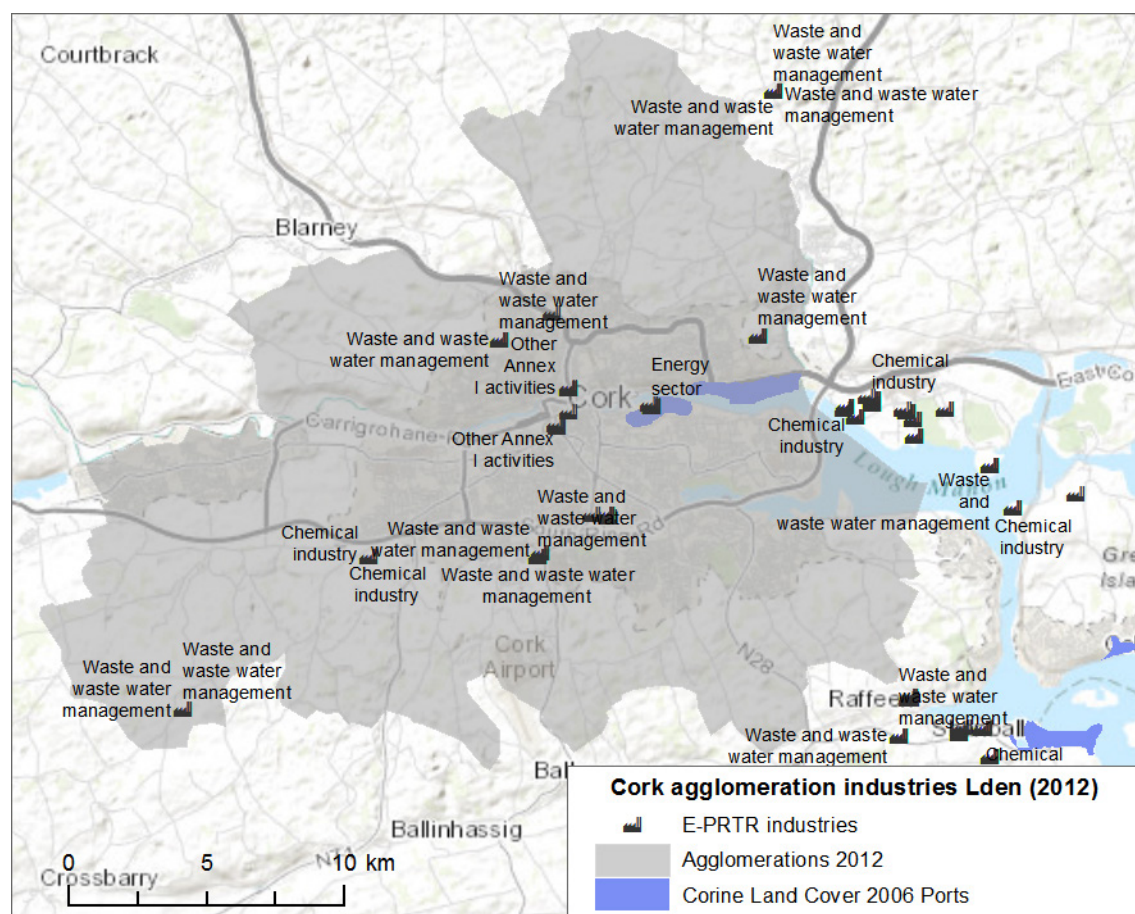 Courtbrack
Waste and
waste water
management
Waste and waste
water management
Waste and waste water
management
Blarney
Waste and
waste water
management
Waste and
waste water
management
Waste and waste
water management
Other
Annex
I activities
Energy
sector
Chemical
industry
East
Cork
Carrigrohane
Chemical
industry
Other Annex
I activities
Lough Mahon
Waste
and
waste water management
Waste and
waste water
management
Chemical
industry
Waste and waste
water management
Chemical
industry
Chemical
industry
Waste and waste water
management
Cork
Airport
N28
Waste and
waste water
management
Waste and
waste water
management
Waste and
waste water
management
Waste and waste
water management
Chemical
Ballinhassig
Crossbarry
0 5 10 km
Cork agglomeration industries Lden (2012)
E-PRTR industries
Agglomerations 2012
Corine Land Cover 2006 Ports